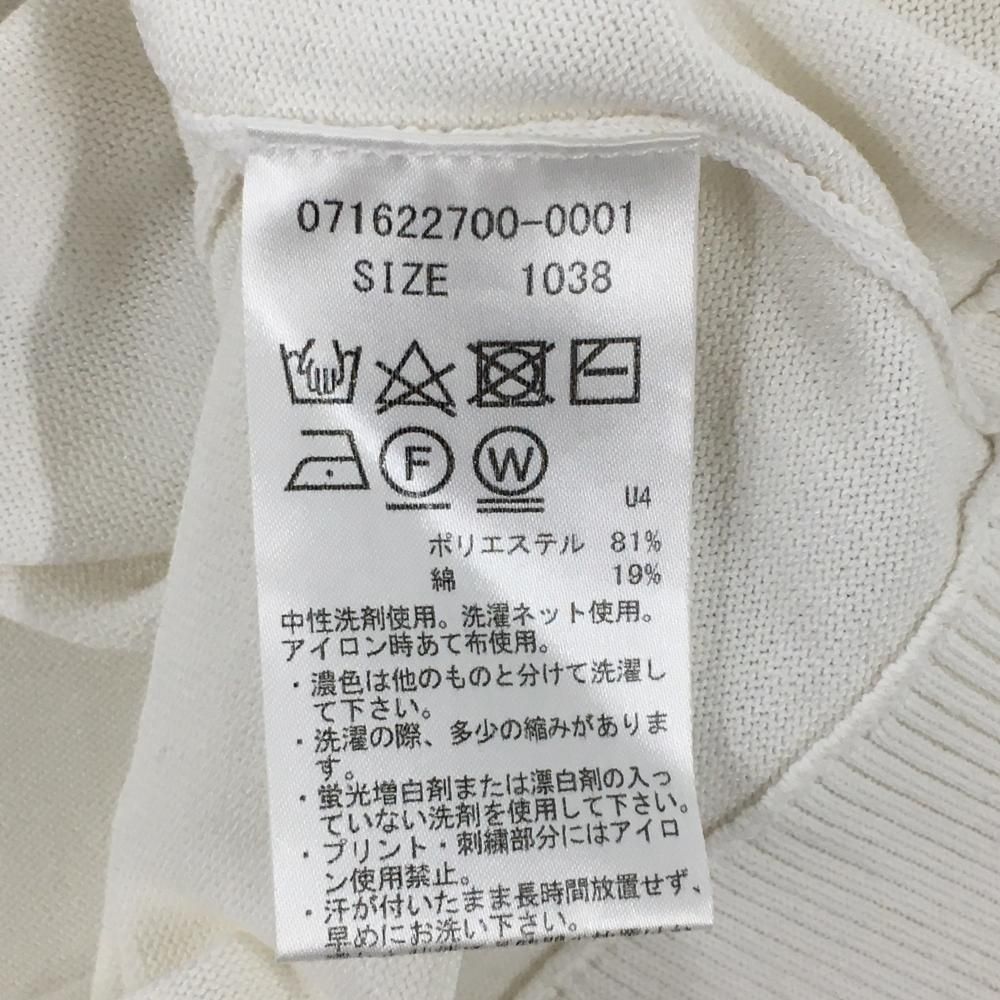 071622700-0001
SIZE 1038
F W
U4
ポリエステル 81%
綿 19%
中性洗剤使用。洗濯ネット使用。
アイロン時あて布使用。
・濃色は他のものと分けて洗濯し
て下さい。
・洗濯の際、多少の縮みがありま
す。
・蛍光増白剤または漂白剤の入っ
ていない洗剤を使用して下さい。
・プリント・刺繍部分にはアイロ
ン使用禁止。
・汗が付いたまま長時間放置せず、
早めにお洗い下さい。